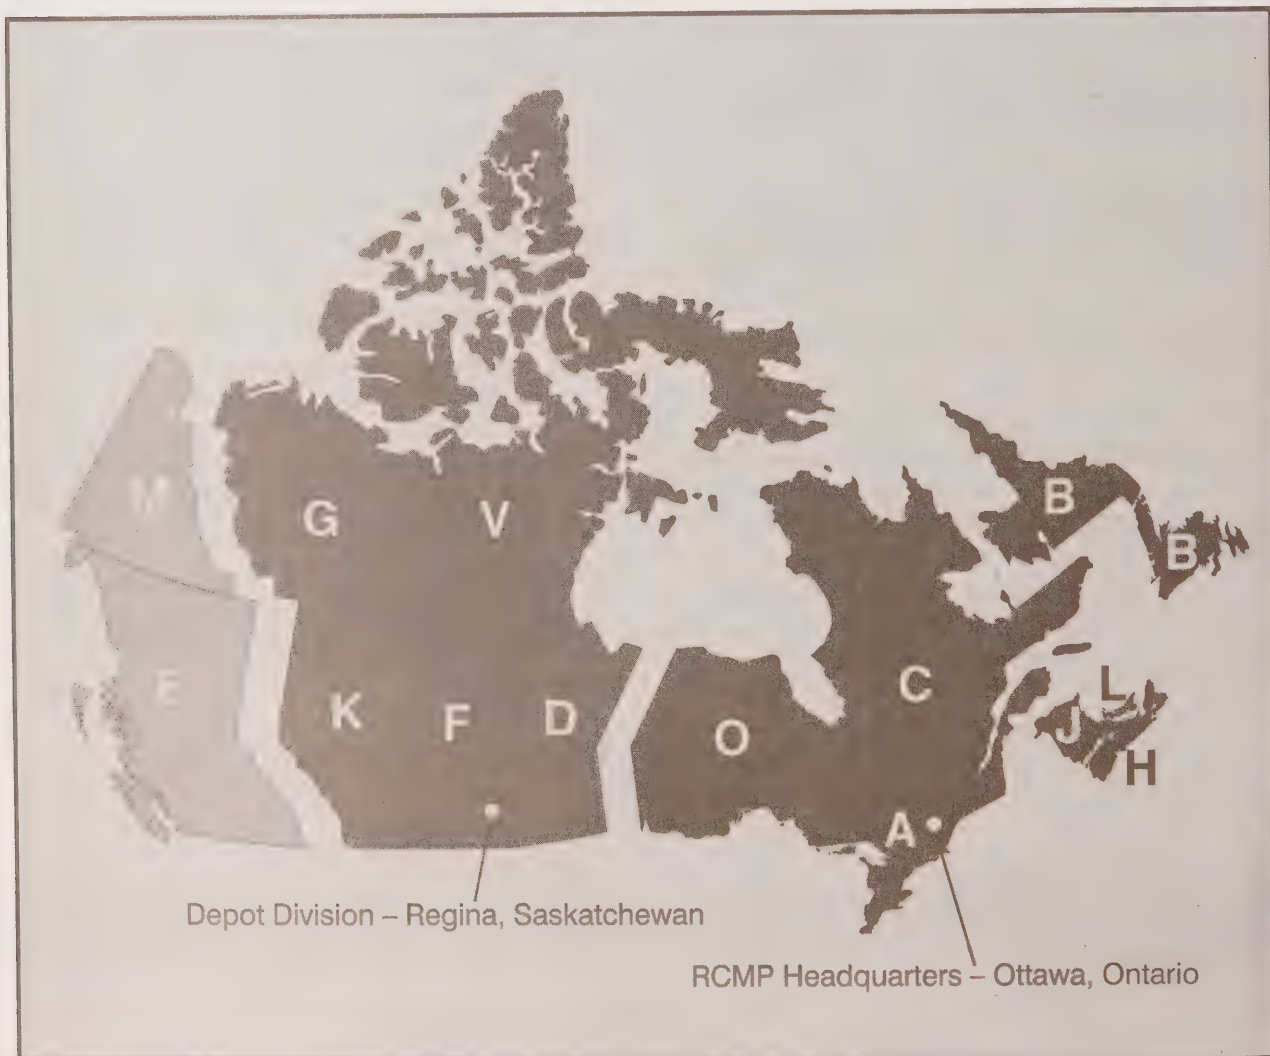 M
G
V
B
B
E
K
F
D
O
C
L
J
H
A
Depot Division – Regina, Saskatchewan
RCMP Headquarters – Ottawa, Ontario